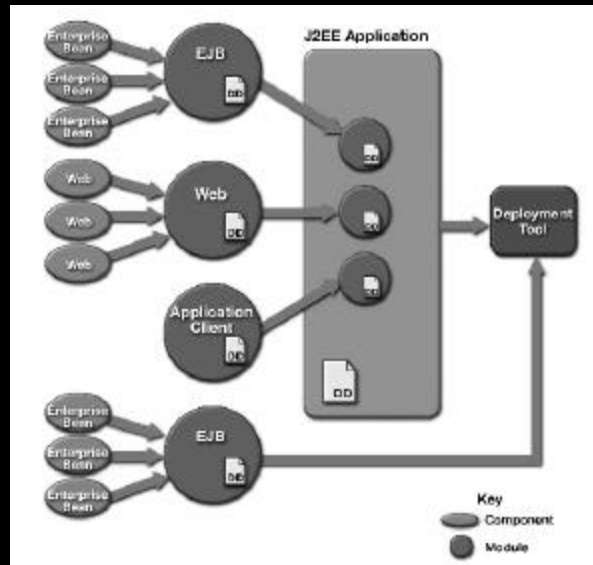 J2EE Application
Enterprise
Bean
Enterprise
Bean
Enterprise
Bean
EJB
DD
DD
Web
Web
Web
Web
DD
DD
Deployment
Tool
Application
Client
DD
DD
DD
Enterprise
Bean
Enterprise
Bean
Enterprise
Bean
EJB
DD
Key
Component
Module